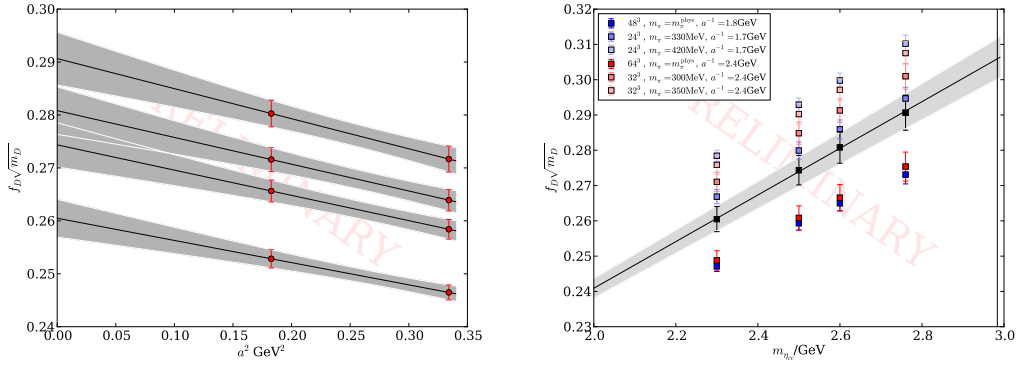 0.30
0.29
0.28
0.27
0.26
0.25
0.24
f_D√m_D
0.00 0.05 0.10 0.15 0.20 0.25 0.30 0.35
a² GeV²
PRELIMINARY
0.32
0.31
0.30
0.29
0.28
0.27
0.26
0.25
0.24
0.23
f_D√m_D
48³ , m_π = m_π^phys, a⁻¹ =1.8GeV
24³ , m_π =330MeV, a⁻¹ =1.7GeV
24³ , m_π =420MeV, a⁻¹ =1.7GeV
64³ , m_π = m_π^phys, a⁻¹ =2.4GeV
32³ , m_π =300MeV, a⁻¹ =2.4GeV
32³ , m_π =350MeV, a⁻¹ =2.4GeV
2.0 2.2 2.4 2.6 2.8 3.0
m_η_cc/GeV
RELIMINARY